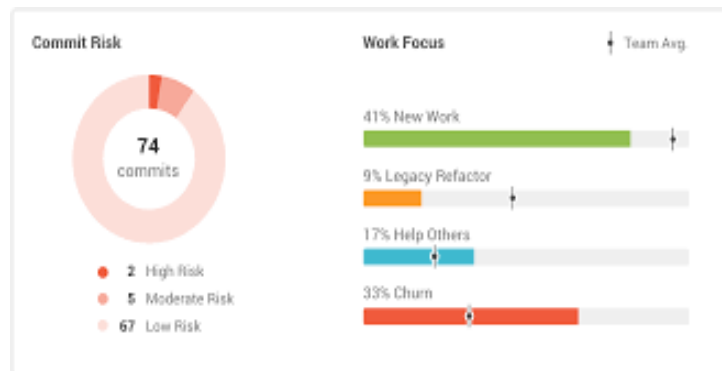 Commit Risk
74
commits
2 High Risk
5 Moderate Risk
67 Low Risk
Work Focus
Team Avg.
41% New Work
9% Legacy Refactor
17% Help Others
33% Churn